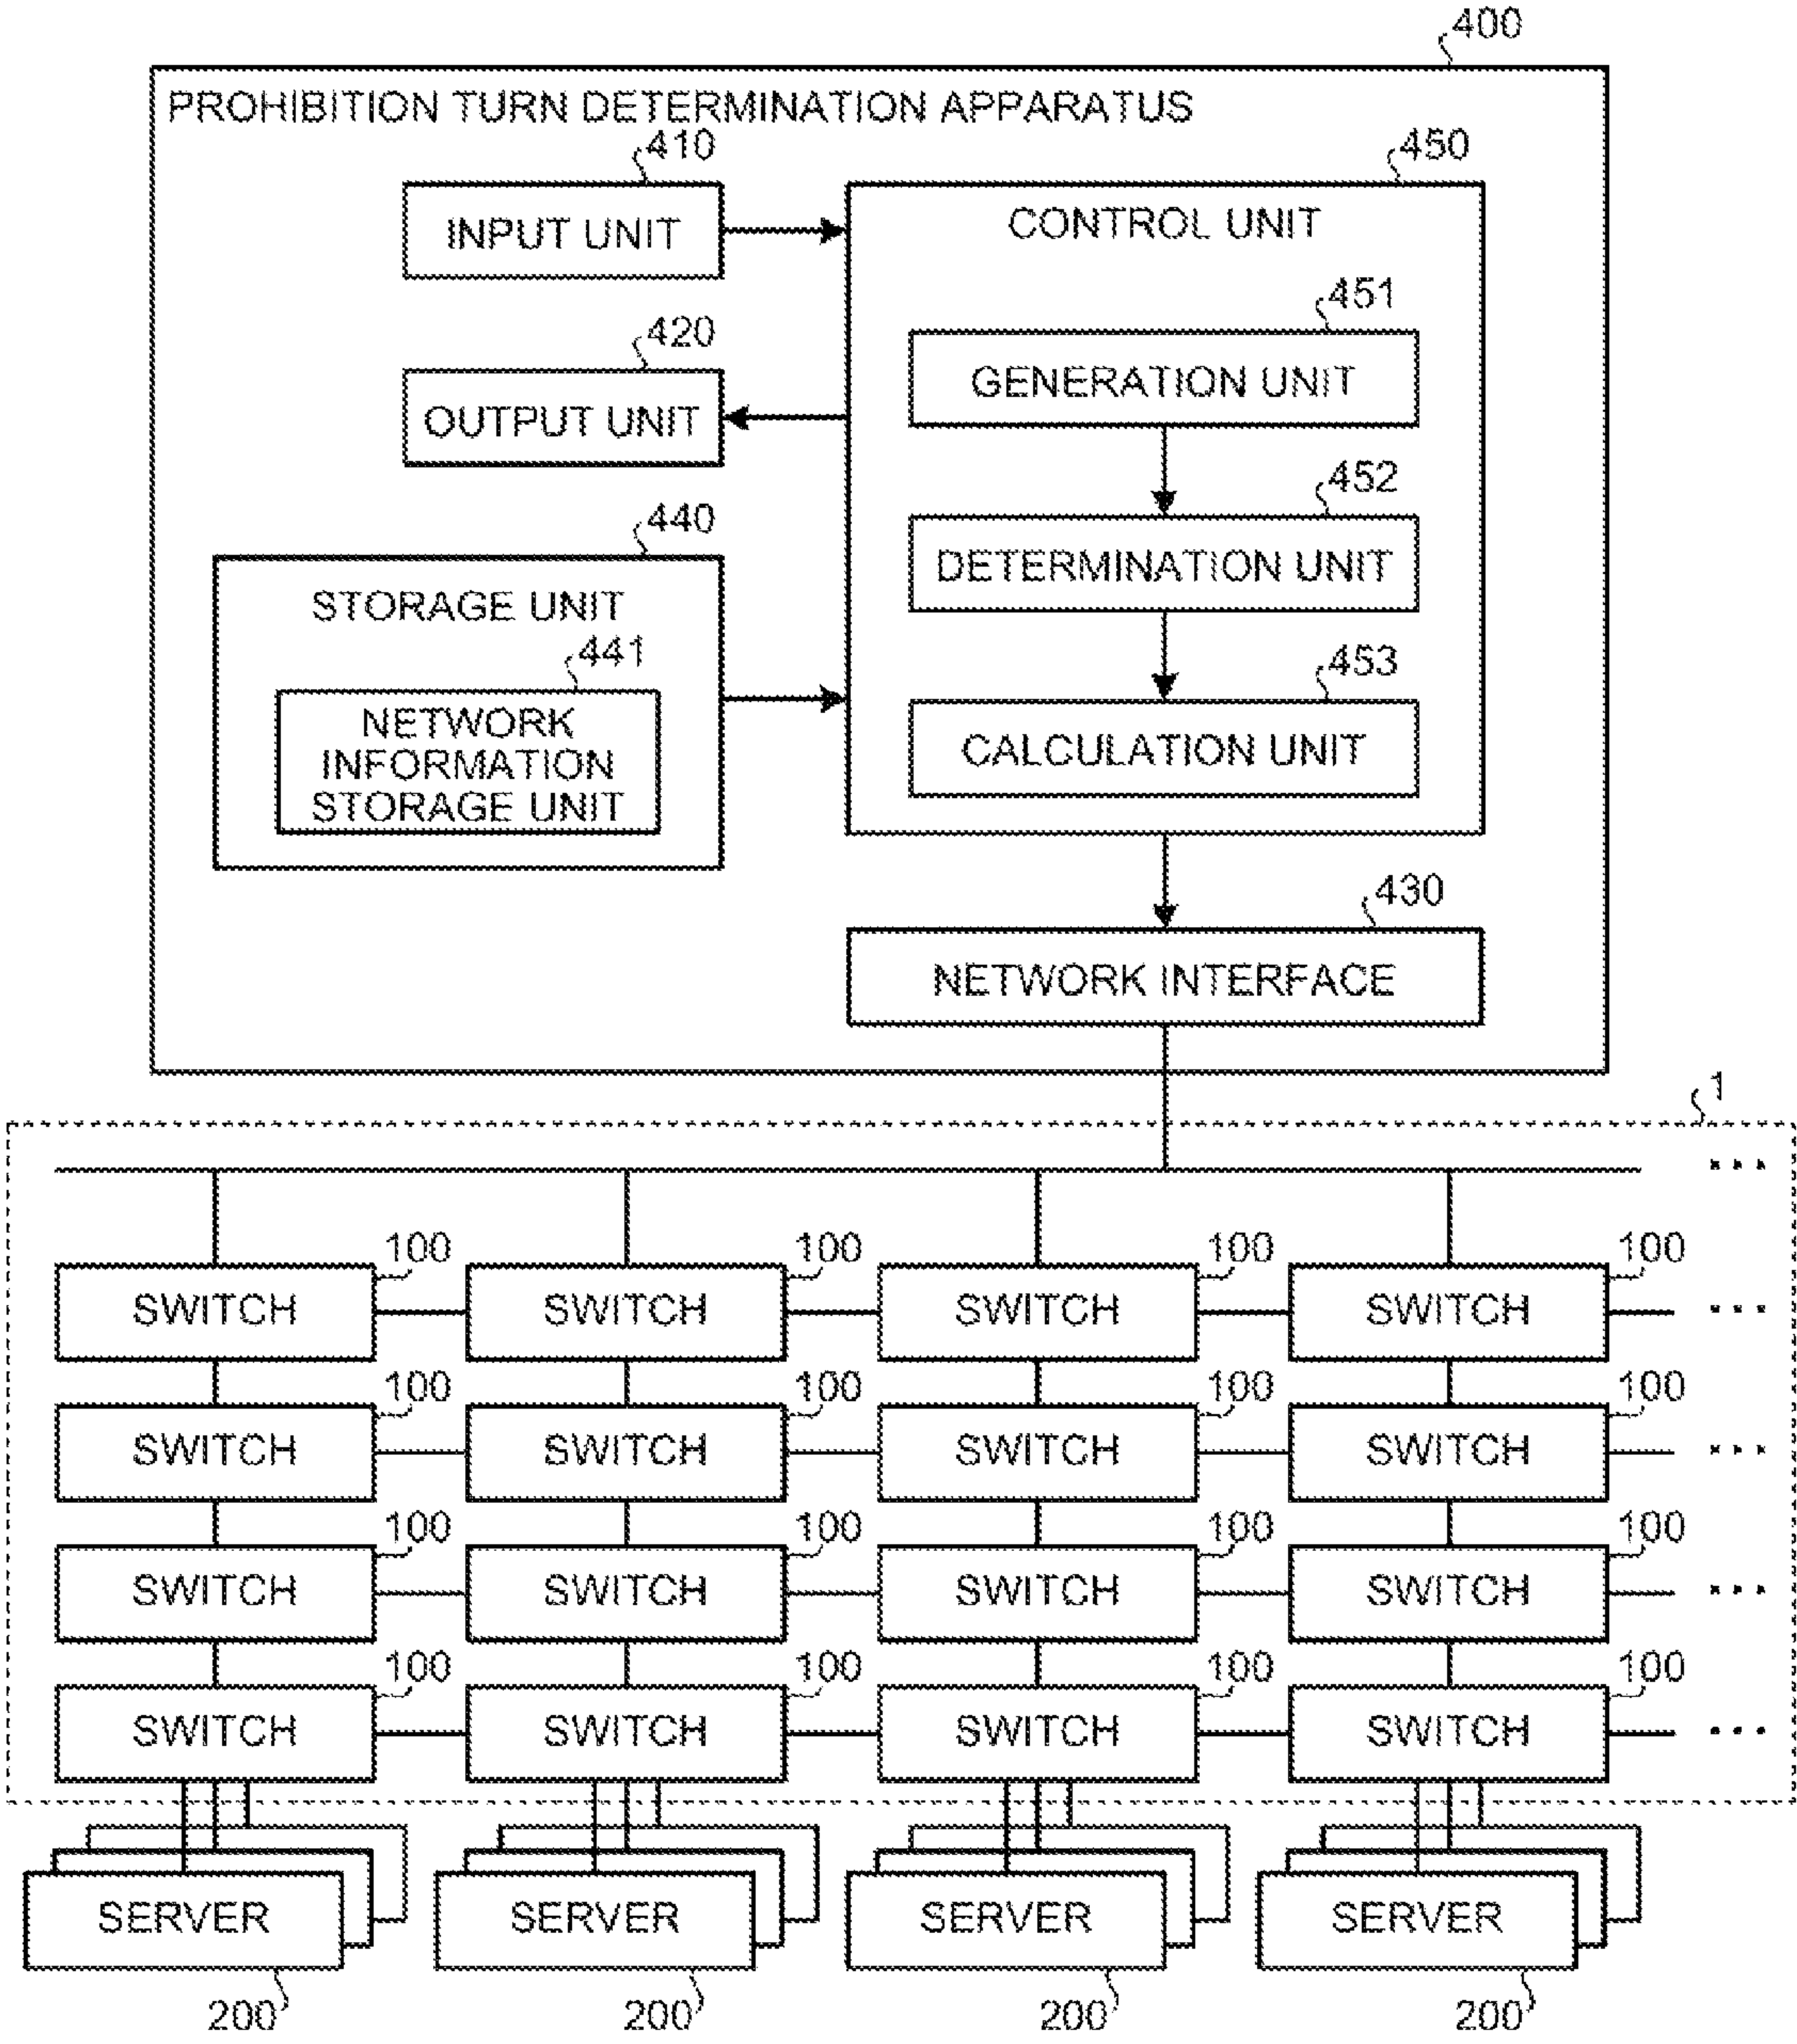 400
PROHIBITION TURN DETERMINATION APPARATUS
410
INPUT UNIT
420
OUTPUT UNIT
440
STORAGE UNIT
441
NETWORK
INFORMATION
STORAGE UNIT
450
CONTROL UNIT
451
GENERATION UNIT
452
DETERMINATION UNIT
453
CALCULATION UNIT
430
NETWORK INTERFACE
1
...
100 100 100 100
SWITCH SWITCH SWITCH SWITCH ...
100 100 100 100
SWITCH SWITCH SWITCH SWITCH ...
100 100 100 100
SWITCH SWITCH SWITCH SWITCH ...
100 100 100 100
SWITCH SWITCH SWITCH SWITCH ...
SERVER SERVER SERVER SERVER
200 200 200 200